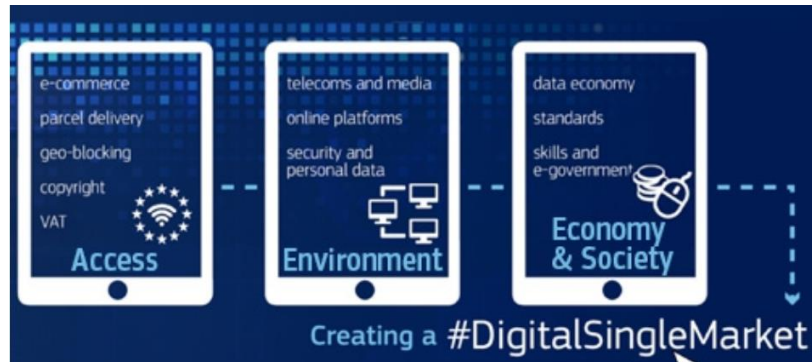 e-commerce
parcel delivery
geo-blocking
copyright
VAT
Access
telecoms and media
online platforms
security and
personal data
Environment
data economy
standards
skills and
e-government
Economy
& Society
Creating a #DigitalSingleMarket